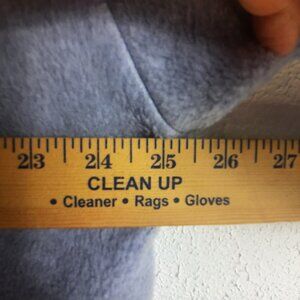 23 24 25 26 27
CLEAN UP
• Cleaner • Rags • Gloves